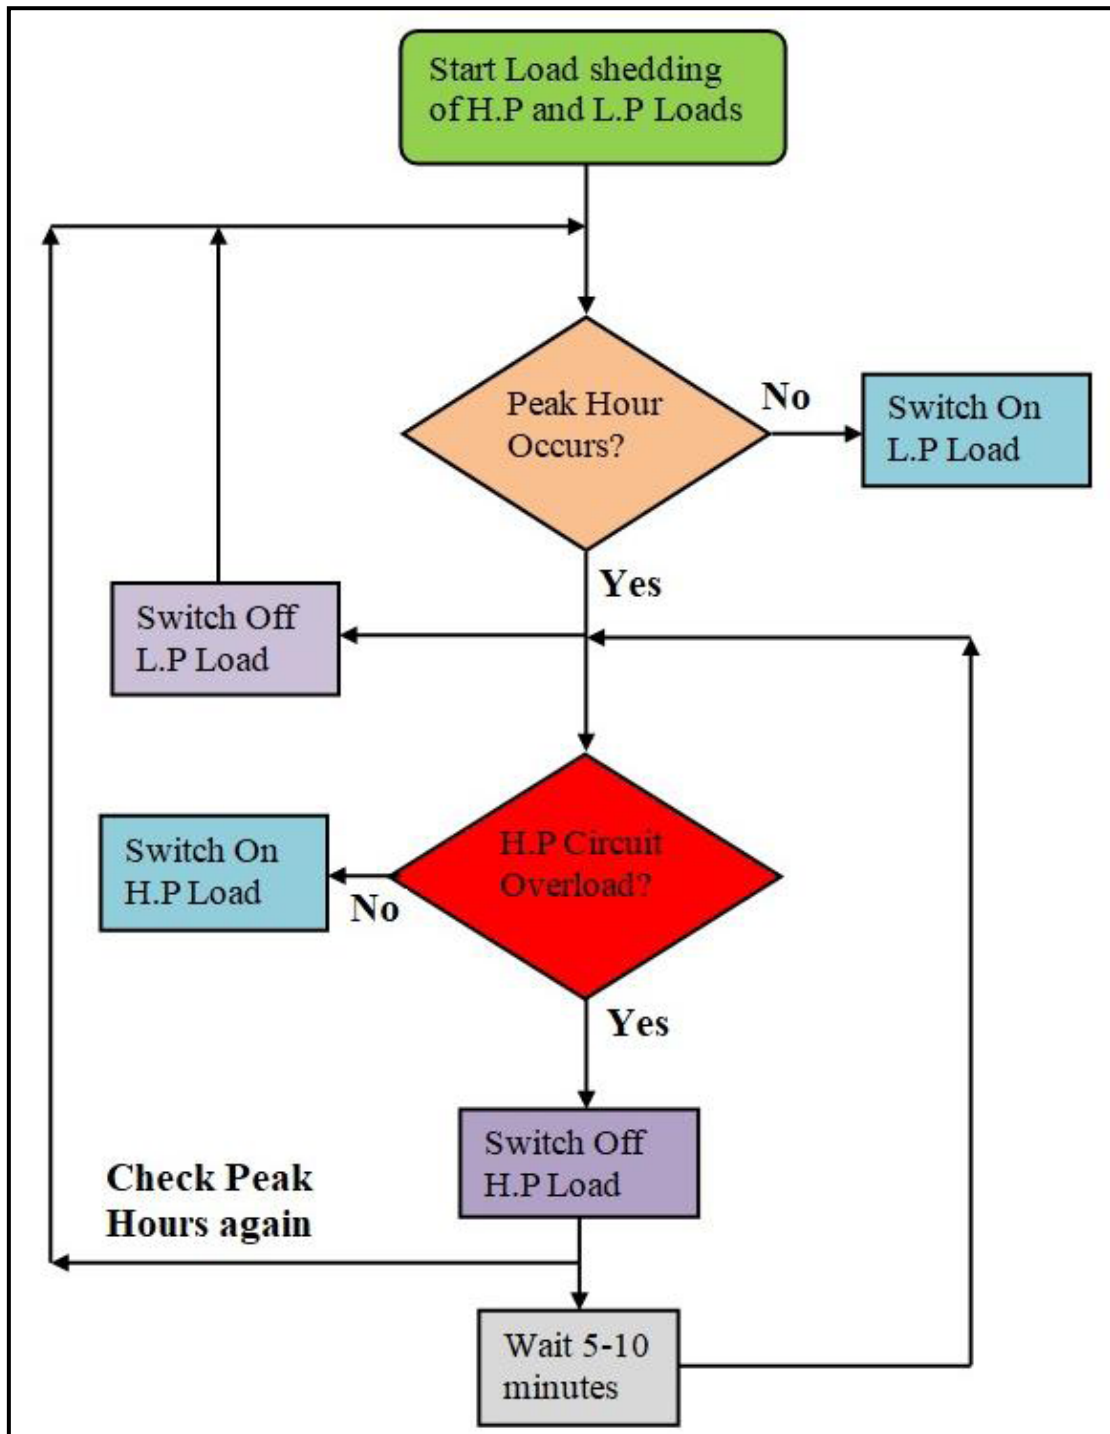 Start Load shedding
of H.P and L.P Loads
Peak Hour
Occurs?
No
Switch On
L.P Load
Yes
Switch Off
L.P Load
H.P Circuit
Overload?
Switch On
H.P Load
No
Yes
Switch Off
H.P Load
Check Peak
Hours again
Wait 5-10
minutes